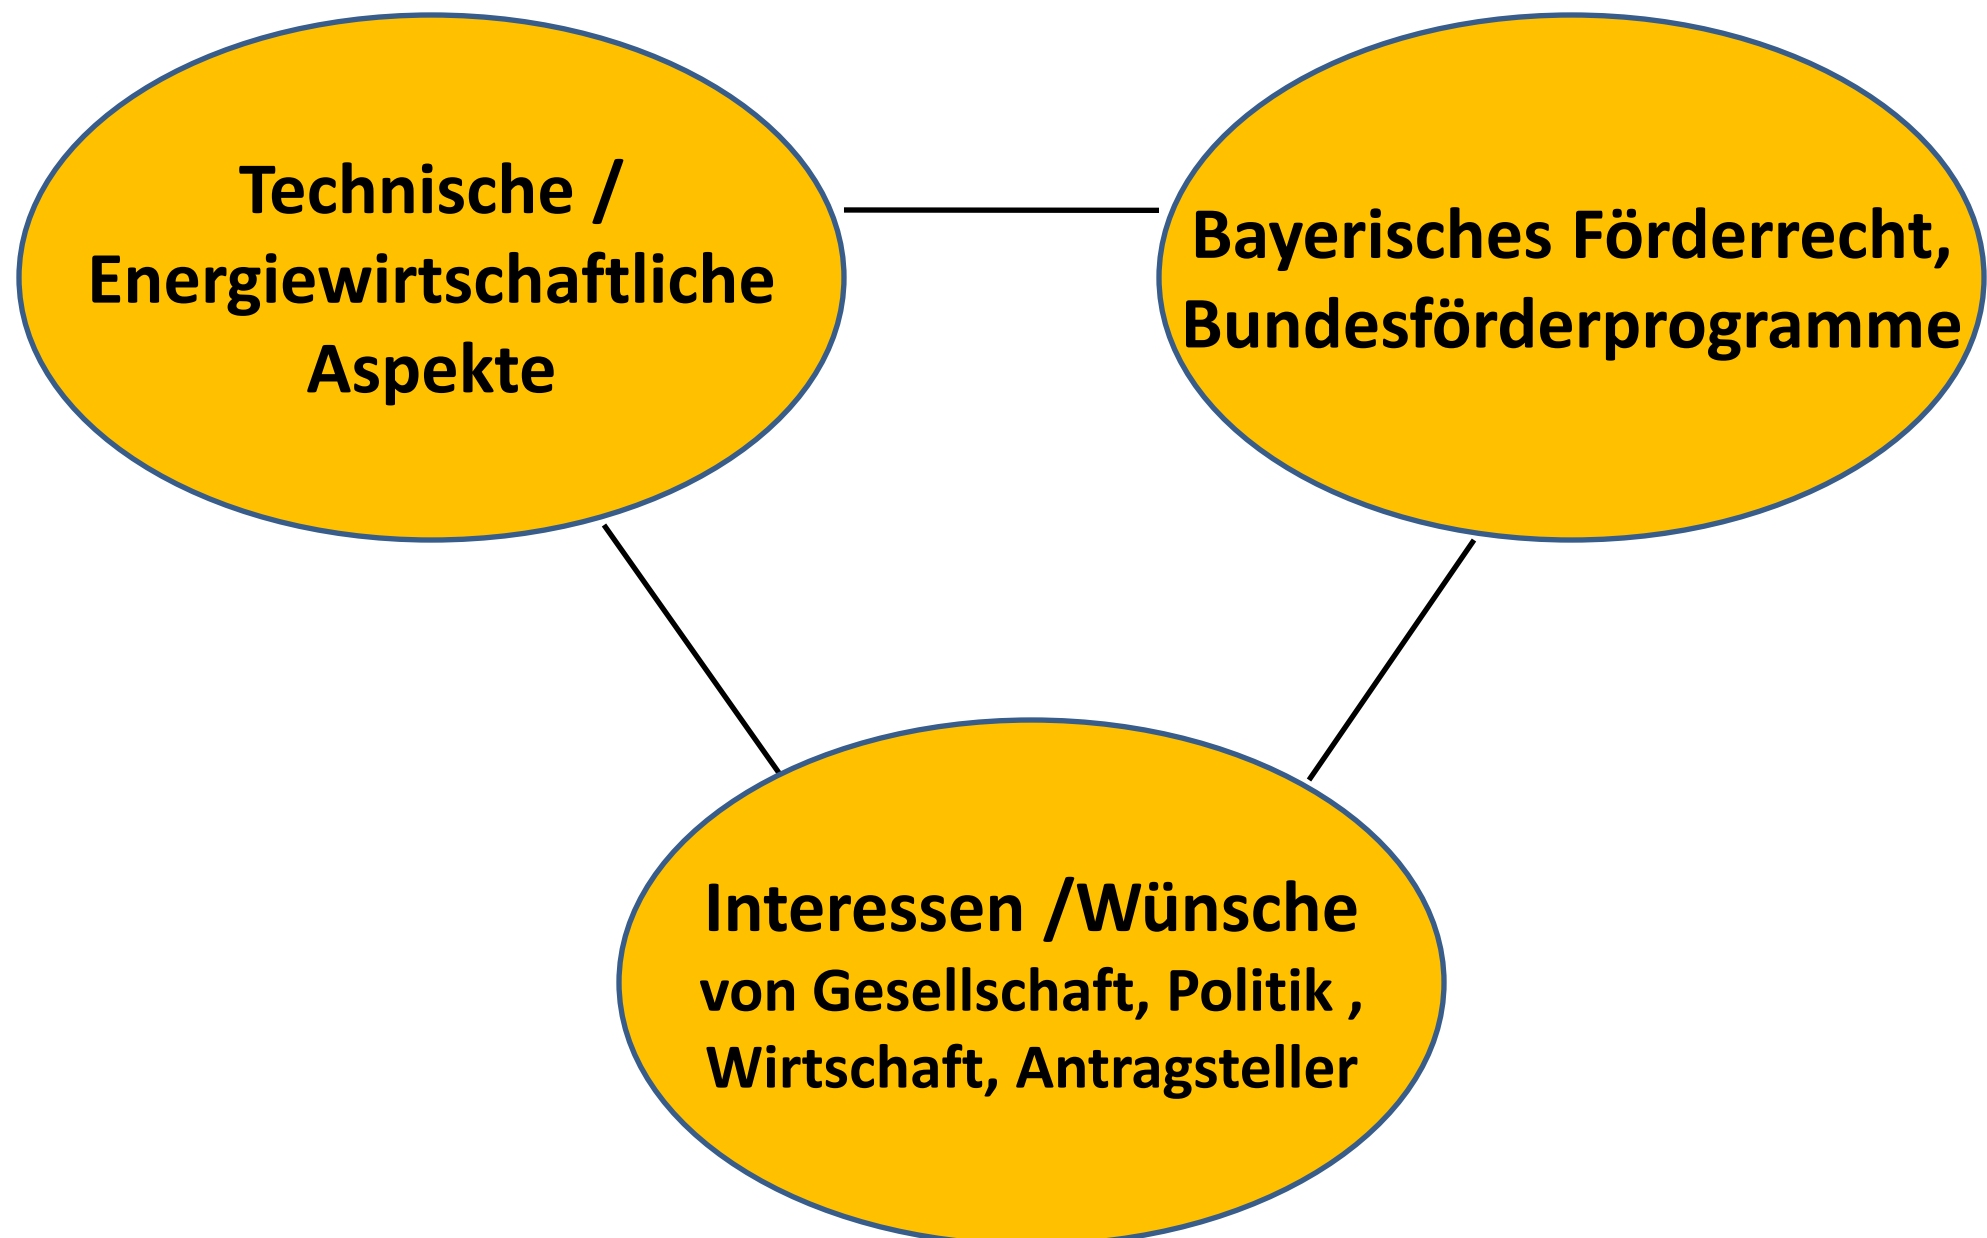 Technische /
Energiewirtschaftliche
Aspekte
Bayerisches Förderrecht,
Bundesförderprogramme
Interessen /Wünsche
von Gesellschaft, Politik ,
Wirtschaft, Antragsteller